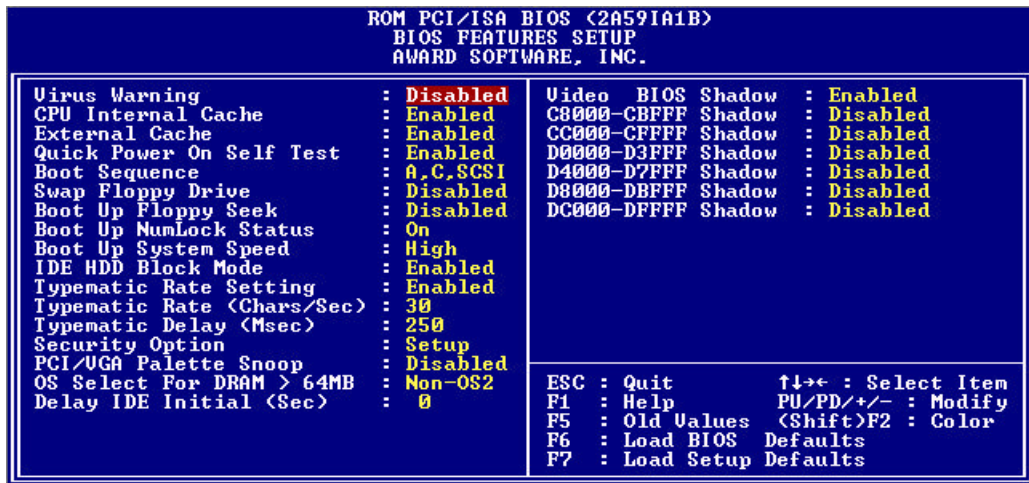 ROM PCI/ISA BIOS (2A59IA1B)
BIOS FEATURES SETUP
AWARD SOFTWARE, INC.
Virus Warning : Disabled
CPU Internal Cache : Enabled
External Cache : Enabled
Quick Power On Self Test : Enabled
Boot Sequence : A,C,SCSI
Swap Floppy Drive : Disabled
Boot Up Floppy Seek : Disabled
Boot Up NumLock Status : On
Boot Up System Speed : High
IDE HDD Block Mode : Enabled
Typematic Rate Setting : Enabled
Typematic Rate (Chars/Sec) : 30
Typematic Delay (Msec) : 250
Security Option : Setup
PCI/VGA Palette Snoop : Disabled
OS Select For DRAM > 64MB : Non-OS2
Delay IDE Initial (Sec) : 0
Video BIOS Shadow : Enabled
C8000-CBFFF Shadow : Disabled
CC000-CFFFF Shadow : Disabled
D0000-D3FFF Shadow : Disabled
D4000-D7FFF Shadow : Disabled
D8000-DBFFF Shadow : Disabled
DC000-DFFFF Shadow : Disabled
ESC : Quit ↑↓→← : Select Item
F1 : Help PU/PD/+/- : Modify
F5 : Old Values (Shift)F2 : Color
F6 : Load BIOS Defaults
F7 : Load Setup Defaults